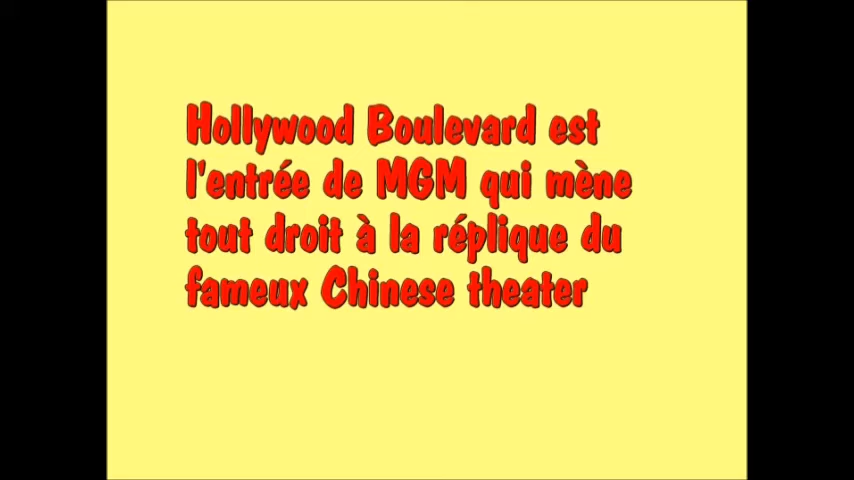 Hollywood Boulevard est
l'entrée de MGM qui mène
tout droit à la réplique du
fameux Chinese theater